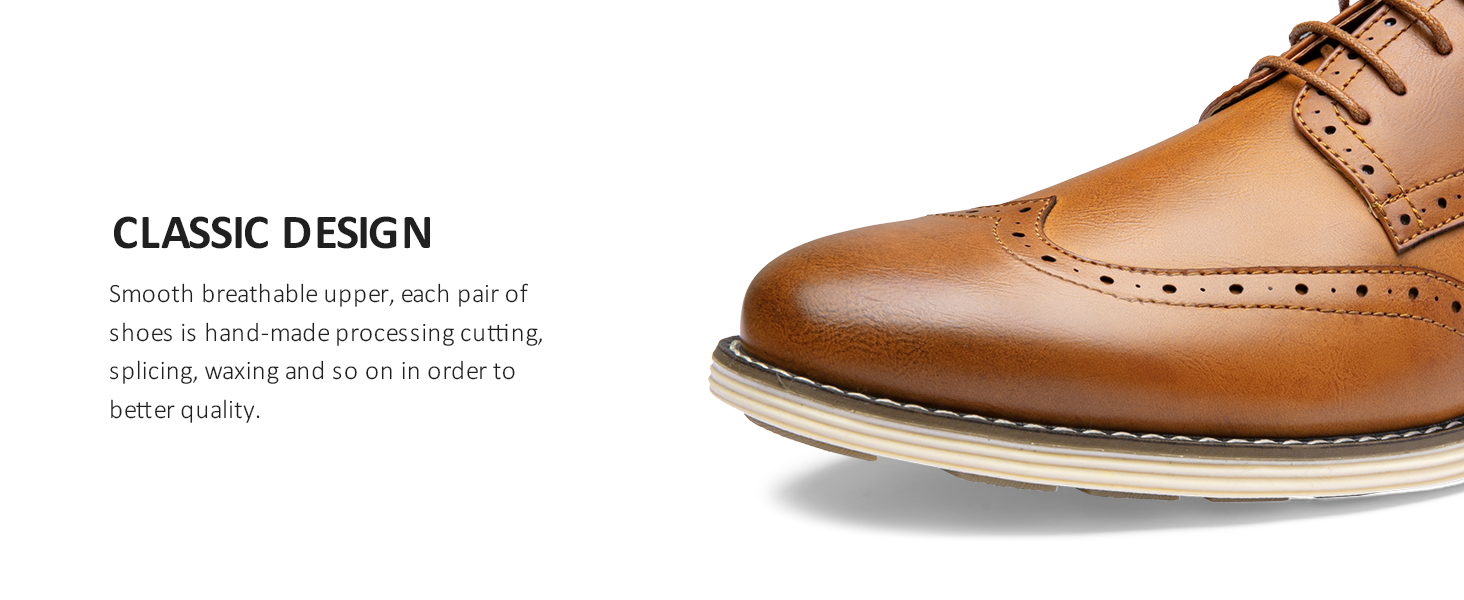 CLASSIC DESIGN
Smooth breathable upper, each pair of
shoes is hand-made processing cutting,
splicing, waxing and so on in order to
better quality.